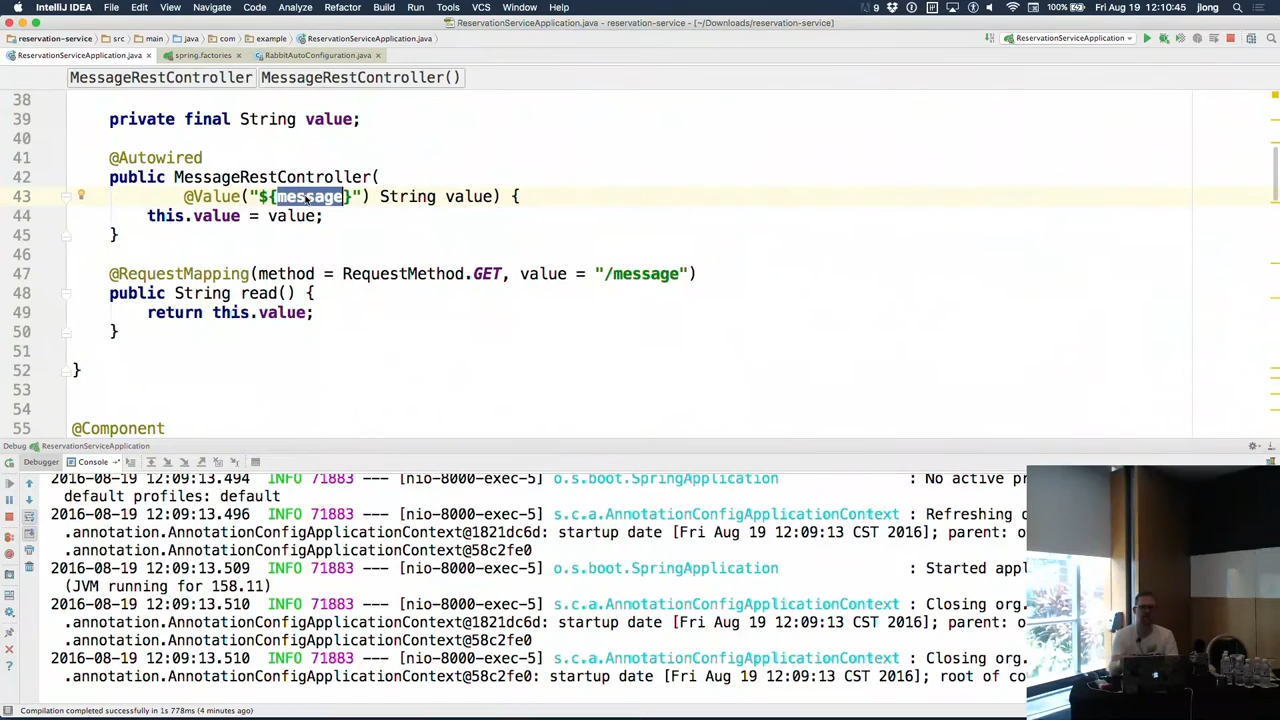 IntelliJ IDEA File Edit View Navigate Code Analyze Refactor Build Run Tools VCS Window Help 9 100% Fri Aug 19 12:10:45 jlong
ReservationServiceApplication.java - reservation-service - [~/Downloads/reservation-service]
reservation-service src main java com example ReservationServiceApplication.java ReservationServiceApplication
ReservationServiceApplication.java spring.factories RabbitAutoConfiguration.java
MessageRestController MessageRestController()
38
39 private final String value;
40
41 @Autowired
42 public MessageRestController(
43 @Value("${message}") String value) {
44 this.value = value;
45 }
46
47 @RequestMapping(method = RequestMethod.GET, value = "/message")
48 public String read() {
49 return this.value;
50 }
51
52 }
53
54
55 @Component
Debug ReservationServiceApplication
Debugger Console
2016-08-19 12:09:13.494 INFO 71883 --- [nio-8000-exec-5] o.s.boot.SpringApplication : No active pr
default profiles: default
2016-08-19 12:09:13.496 INFO 71883 --- [nio-8000-exec-5] s.c.a.AnnotationConfigApplicationContext : Refreshing o
.annotation.AnnotationConfigApplicationContext@1821dc6d: startup date [Fri Aug 19 12:09:13 CST 2016]; parent: o
.annotation.AnnotationConfigApplicationContext@58c2fe0
2016-08-19 12:09:13.509 INFO 71883 --- [nio-8000-exec-5] o.s.boot.SpringApplication : Started appl
(JVM running for 158.11)
2016-08-19 12:09:13.510 INFO 71883 --- [nio-8000-exec-5] s.c.a.AnnotationConfigApplicationContext : Closing org.
.annotation.AnnotationConfigApplicationContext@1821dc6d: startup date [Fri Aug 19 12:09:13 CST 2016]; parent: o
.annotation.AnnotationConfigApplicationContext@58c2fe0
2016-08-19 12:09:13.510 INFO 71883 --- [nio-8000-exec-5] s.c.a.AnnotationConfigApplicationContext : Closing org.
.annotation.AnnotationConfigApplicationContext@58c2fe0: startup date [Fri Aug 19 12:09:13 CST 2016]; root of co
Compilation completed successfully in 1s 778ms (4 minutes ago)